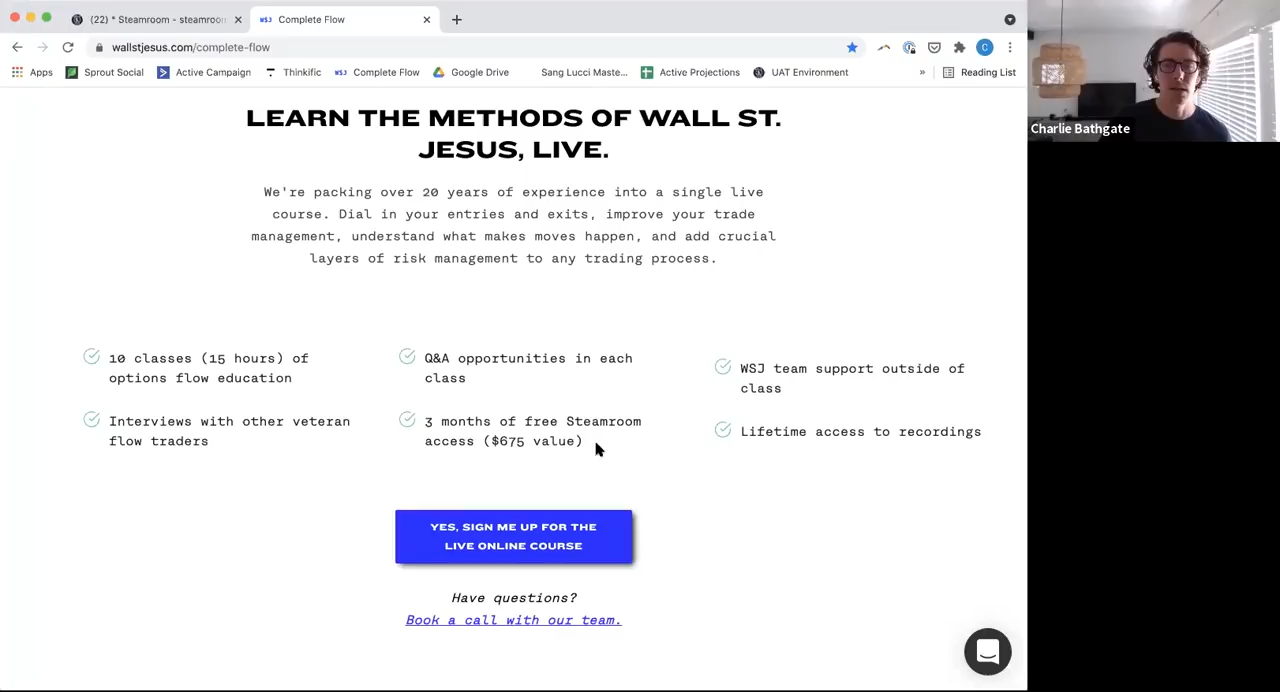 (22) * Steamroom - steamroom
WSJ Complete Flow
wallstjesus.com/complete-flow
C
Apps Sprout Social Active Campaign Thinkific WSJ Complete Flow Google Drive Sang Lucci Maste... Active Projections UAT Environment » Reading List
LEARN THE METHODS OF WALL ST.
JESUS, LIVE.
We're packing over 20 years of experience into a single live
course. Dial in your entries and exits, improve your trade
management, understand what makes moves happen, and add crucial
layers of risk management to any trading process.
10 classes (15 hours) of
options flow education
Interviews with other veteran
flow traders
Q&A opportunities in each
class
3 months of free Steamroom
access ($675 value)
WSJ team support outside of
class
Lifetime access to recordings
YES, SIGN ME UP FOR THE
LIVE ONLINE COURSE
Have questions?
Book a call with our team.
Charlie Bathgate